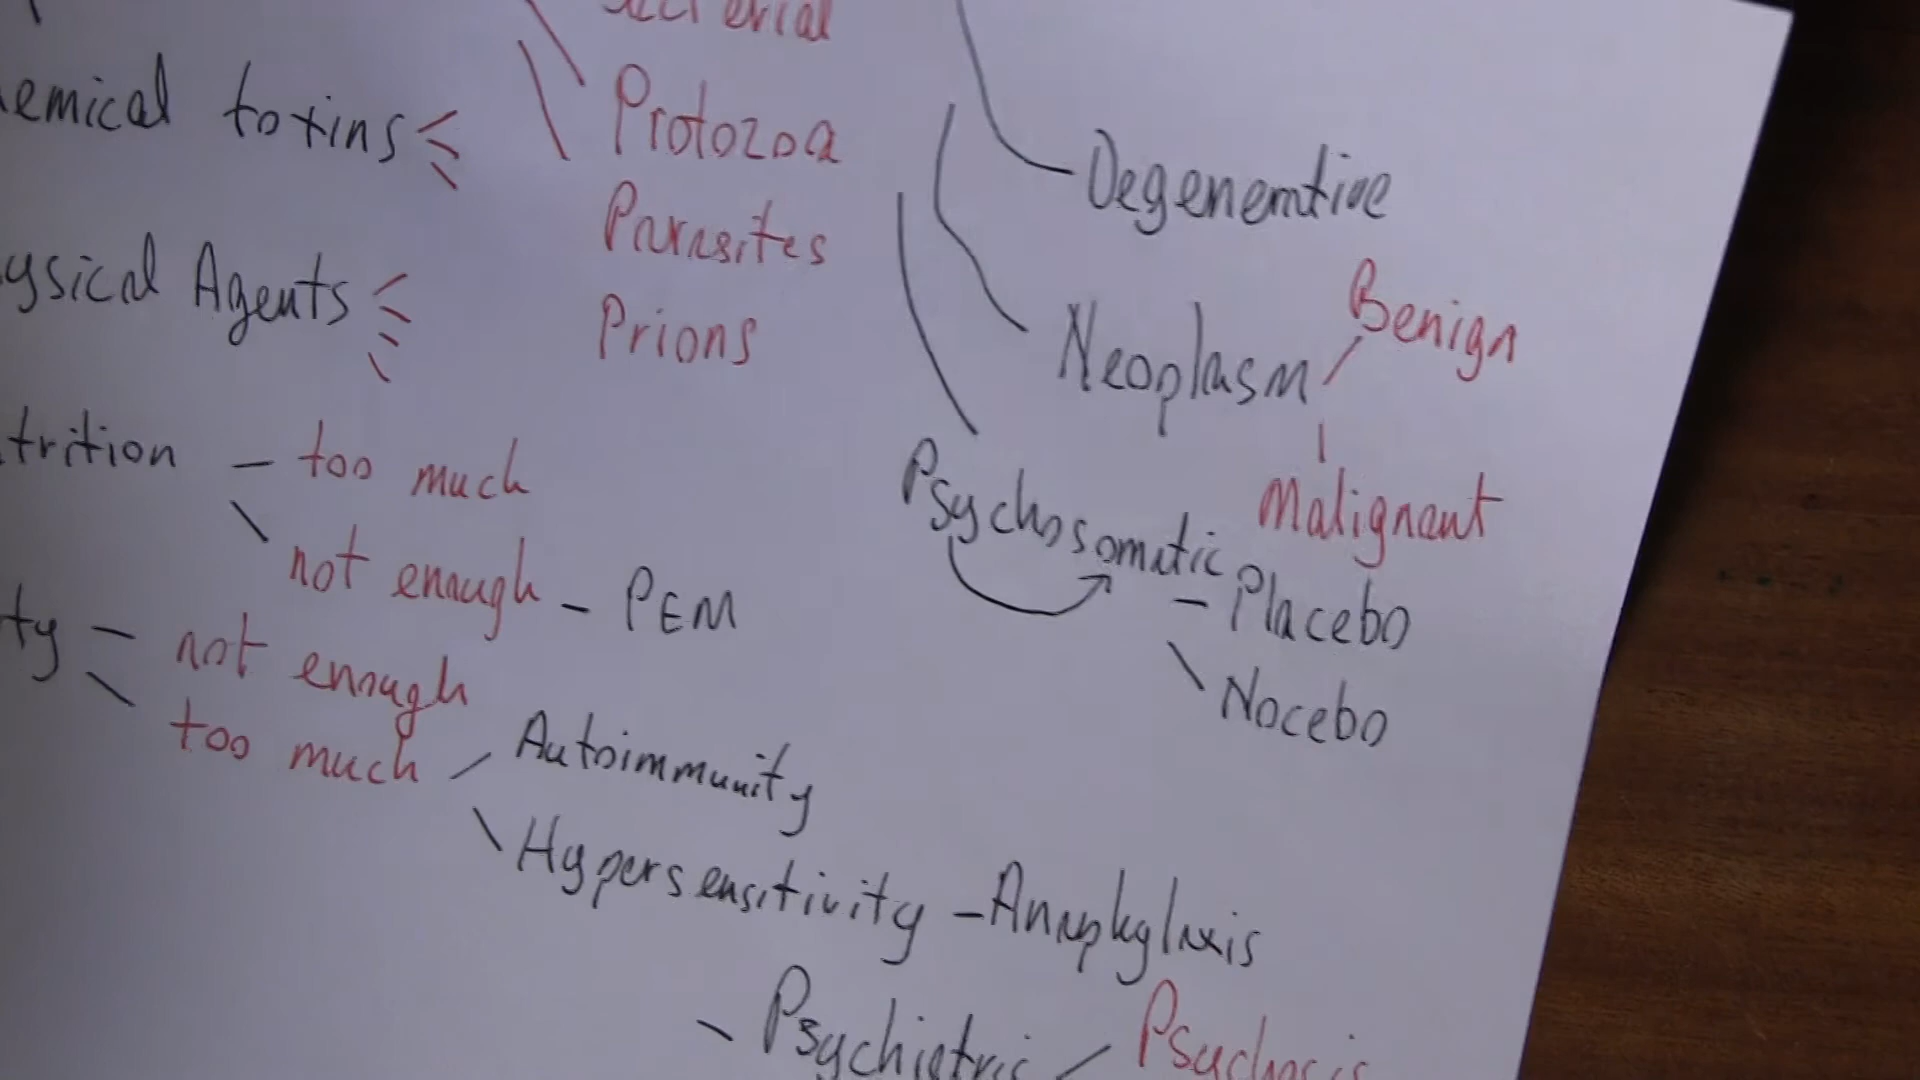 emical toxins
ysical Agents
trition - too much
not enough - PEM
ty - not enough
too much
Autoimmunity
Hypersensitivity - Anaphylaxis
Psychiatric
Psychosis
Protozoa
Parasites
Prions
Degenerative
Neoplasm
Benign
Malignant
Psychosomatic
- Placebo
Nocebo